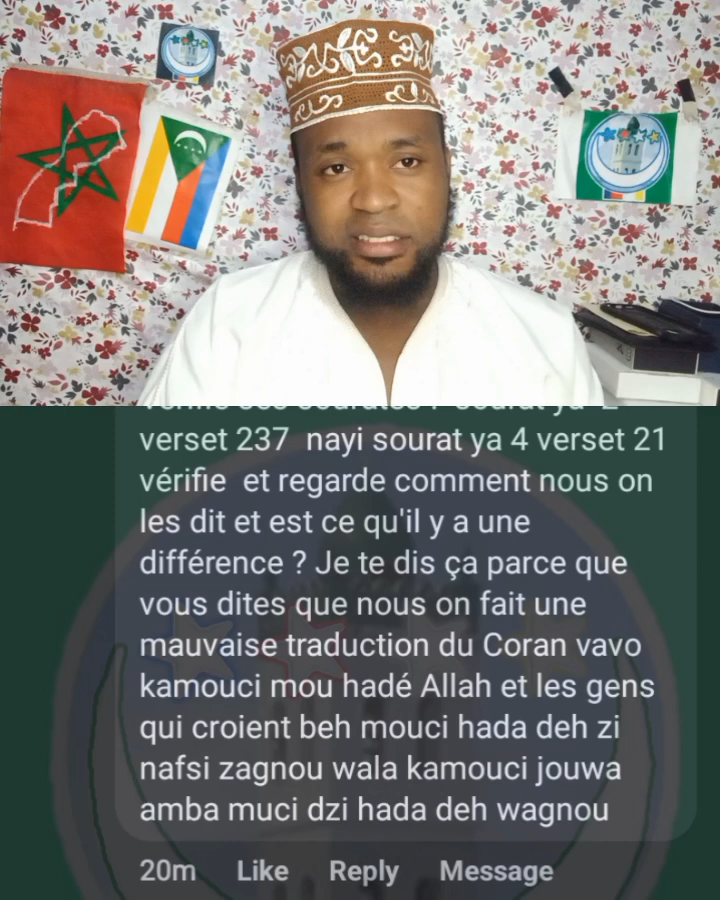 verset 237 nayi sourat ya 4 verset 21
vérifie et regarde comment nous on
les dit et est ce qu'il y a une
différence ? Je te dis ça parce que
vous dites que nous on fait une
mauvaise traduction du Coran vavo
kamouci mou hadé Allah et les gens
qui croient beh mouci hada deh zi
nafsi zagnou wala kamouci jouwa
amba muci dzi hada deh wagnou
20m Like Reply Message